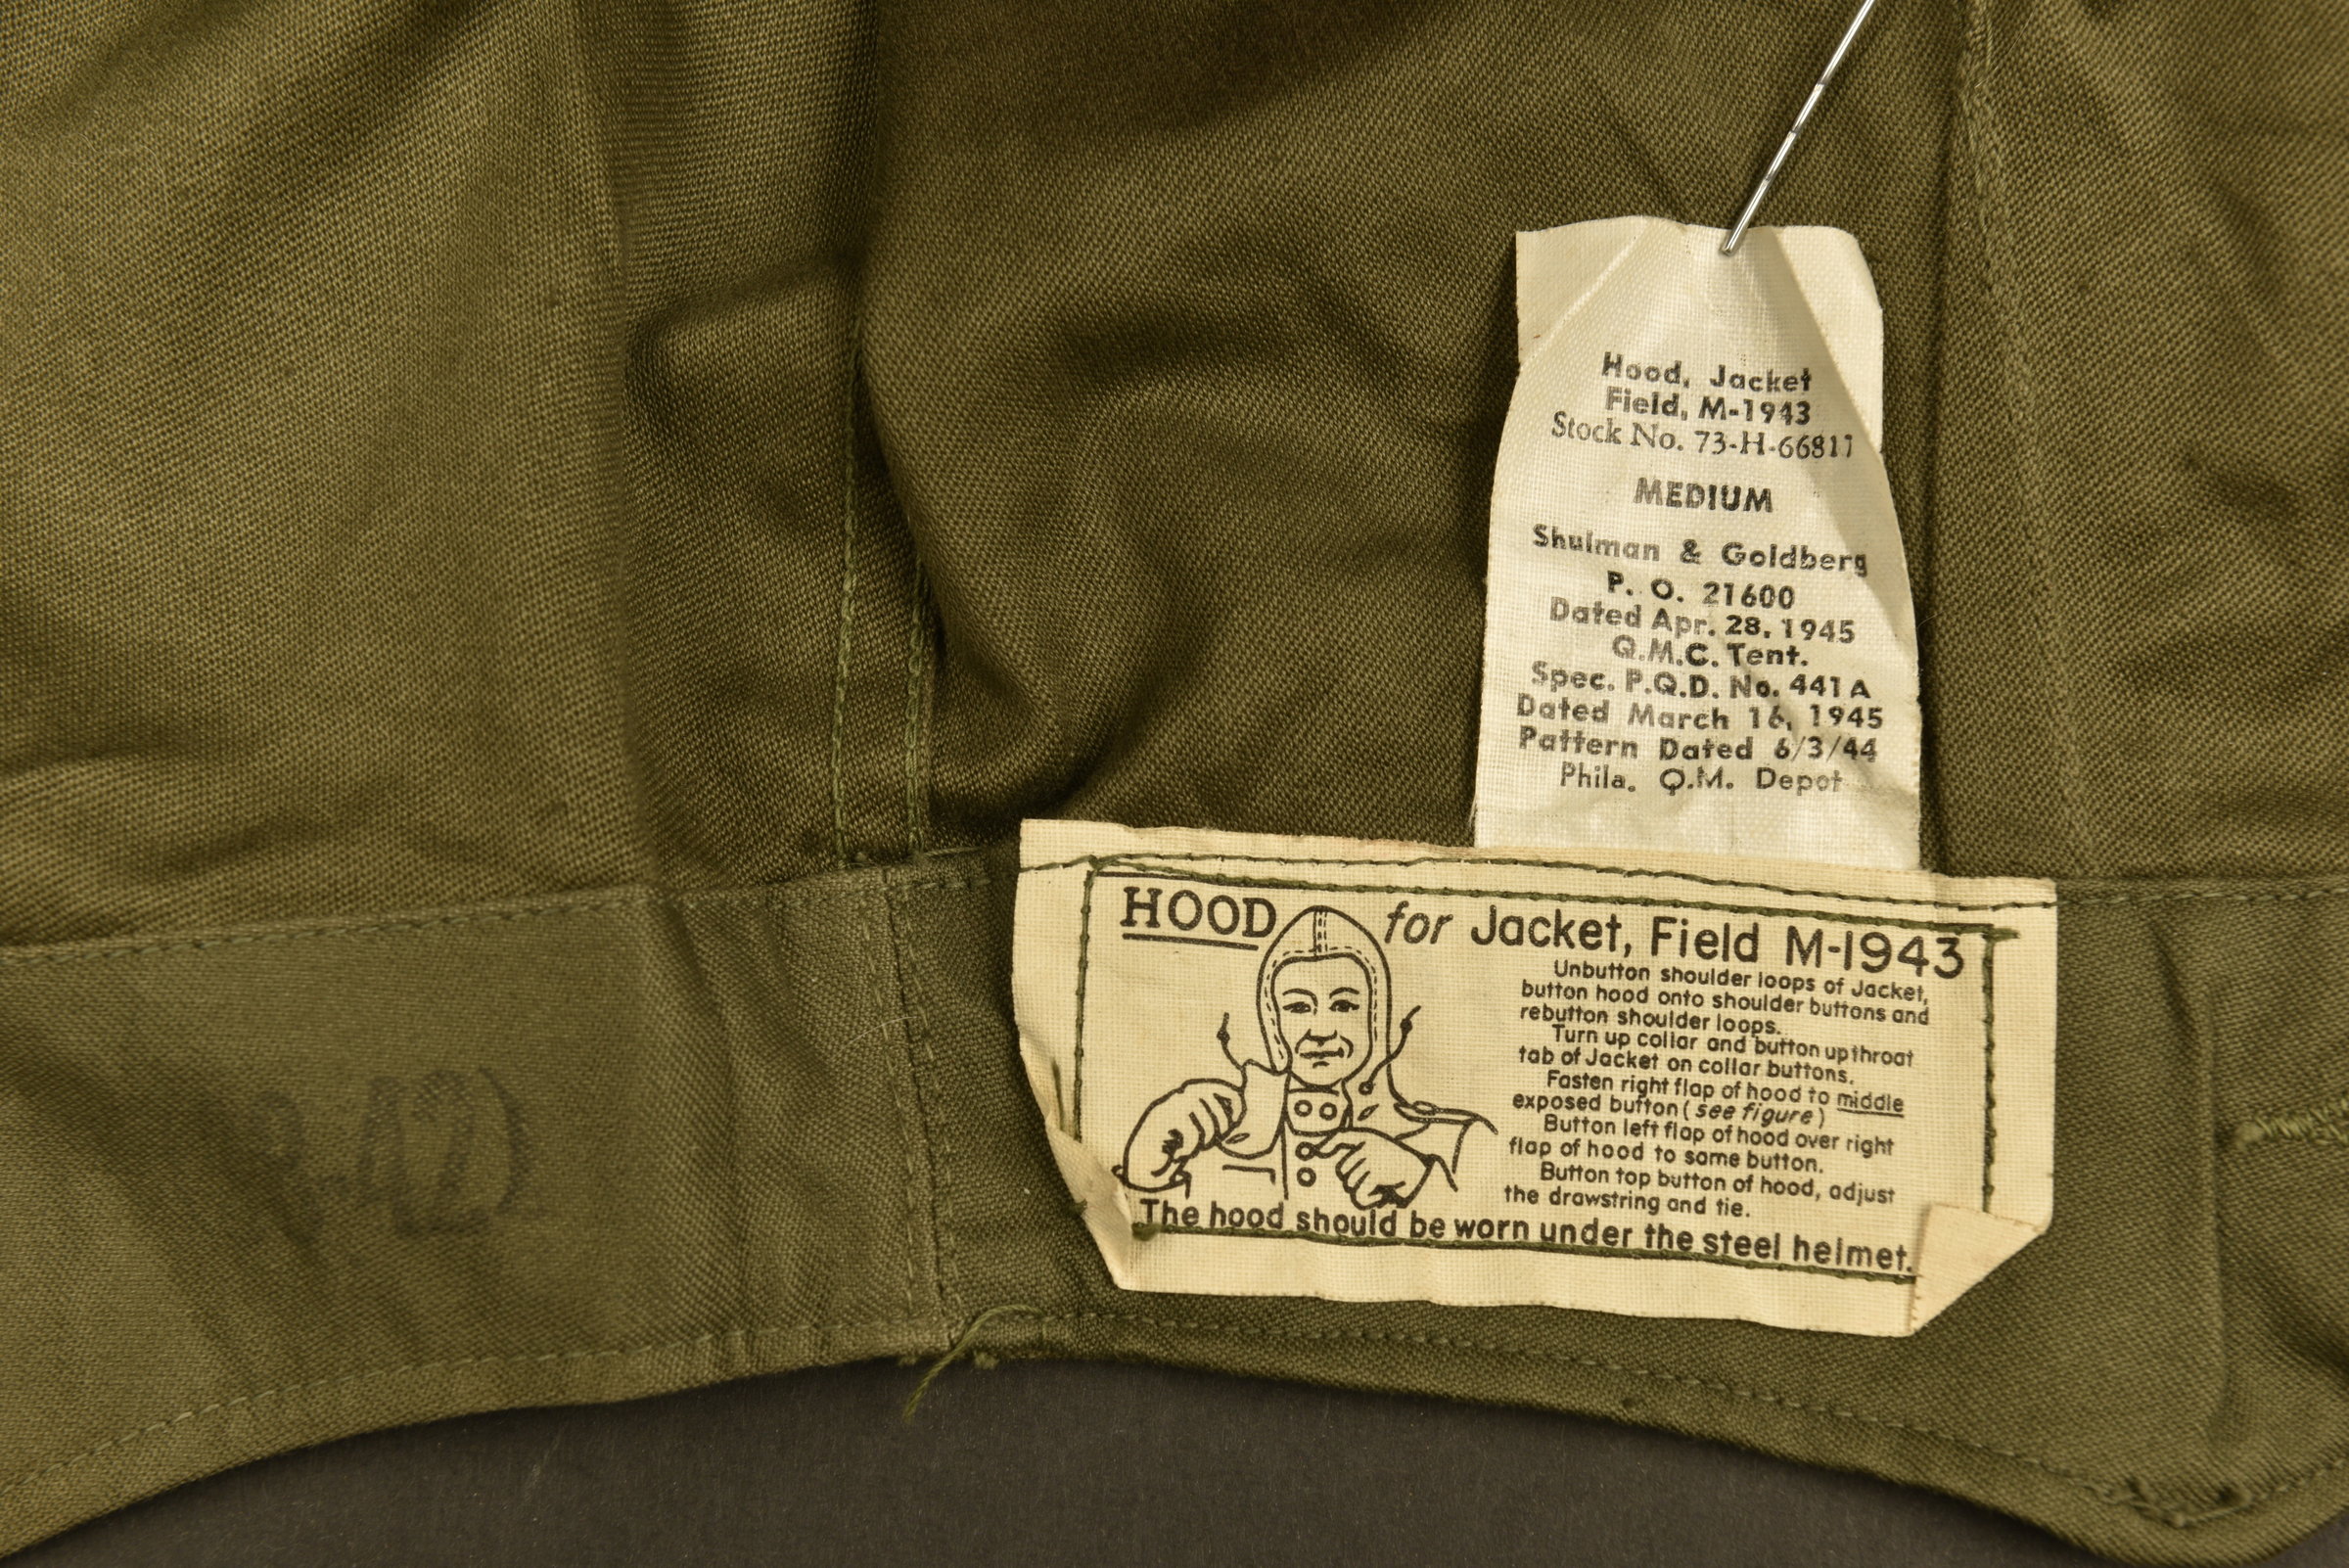 Hood, Jacket
Field, M-1943
Stock No. 73-H-66817
MEDIUM
Shulman & Goldberg
P. O. 21600
Dated Apr. 28, 1945
Q.M.C. Tent.
Spec. P.Q.D. No. 441A
Dated March 16, 1945
Pattern Dated 6/3/44
Phila. Q.M. Depot
HOOD for Jacket, Field M-1943
Unbutton shoulder loops of Jacket,
button hood onto shoulder buttons and
rebutton shoulder loops.
Turn up collar and button up throat
tab of Jacket on collar buttons.
Fasten right flap of hood to middle
exposed button (see figure)
Button left flap of hood over right
flap of hood to same button.
Button top button of hood, adjust
the drawstring and tie.
The hood should be worn under the steel helmet.